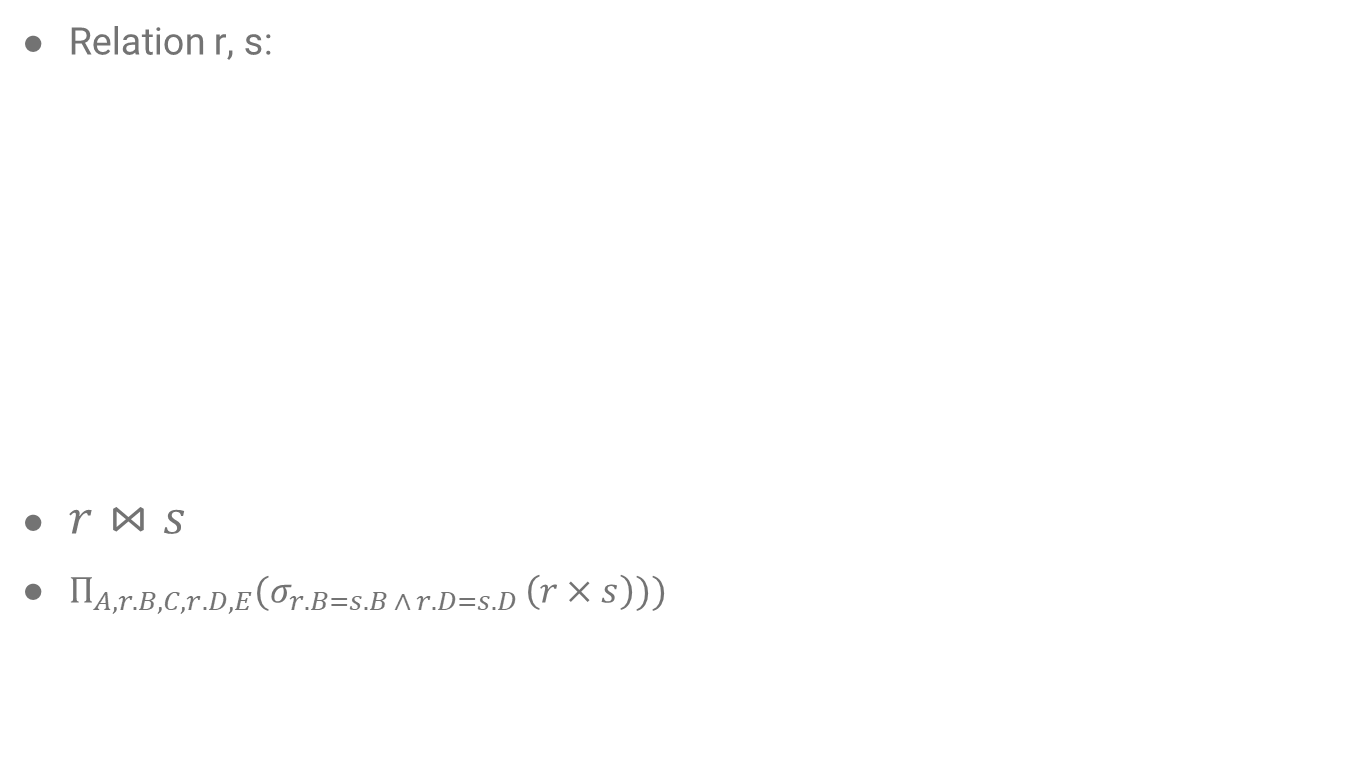 ● Relation r, s:
● r ⋈ s
● Π_{A,r.B,C,r.D,E}(σ_{r.B=s.B ∧ r.D=s.D} (r × s)))